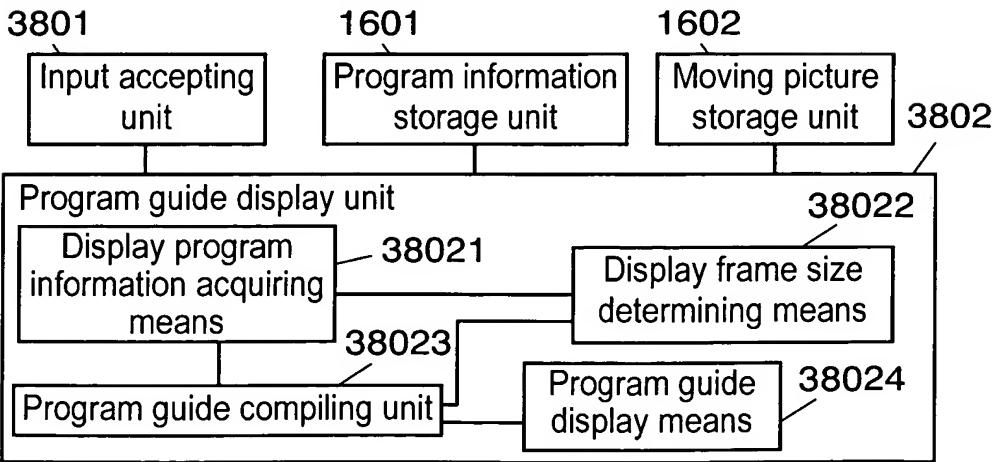 3801
1601
1602
Input accepting
unit
Program information
storage unit
Moving picture
storage unit
3802
Program guide display unit
38022
Display program
information acquiring
means
38021
Display frame size
determining means
38023
Program guide compiling unit
Program guide
display means
38024